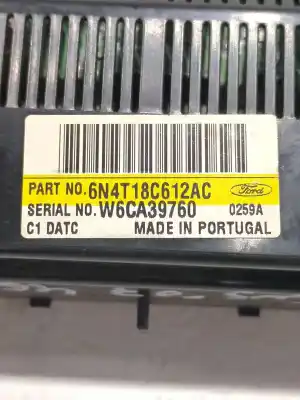 PART NO.6N4T18C612AC Ford
SERIAL NO.W6CA39760 0259A
C1 DATC MADE IN PORTUGAL